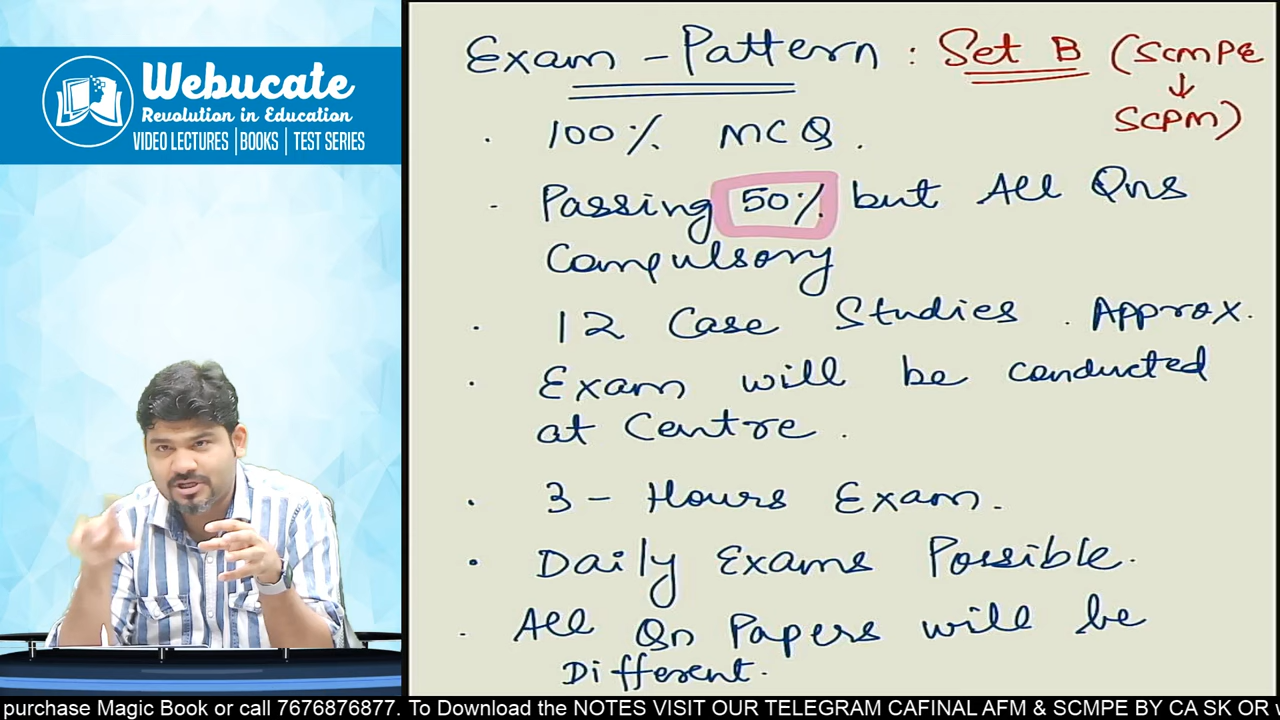 Webucate
Revolution in Education
VIDEO LECTURES | BOOKS | TEST SERIES
Exam - Pattern : Set B (SCMPE
↓
SCPM)
· 100% MCQ.
· Passing 50% but All Qns
Compulsory
· 12 Case Studies. Approx.
· Exam will be conducted
at Centre.
· 3 - Hours Exam.
· Daily Exams Possible.
· All Qn Papers will be
Different.
purchase Magic Book or call 7676876877. To Download the NOTES VISIT OUR TELEGRAM CAFINAL AFM & SCMPE BY CA SK OR